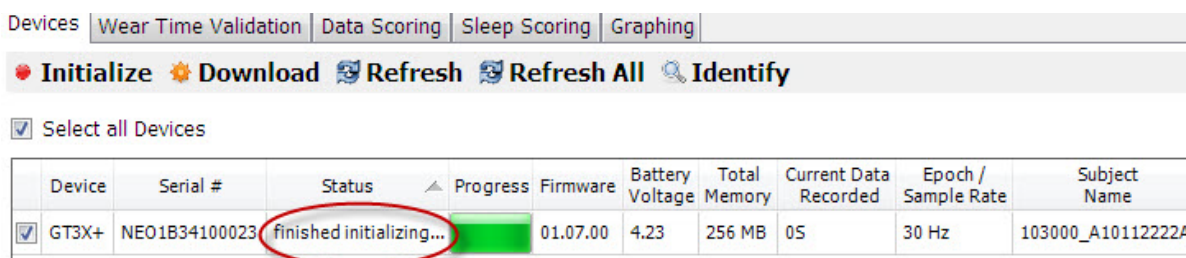 Devices Wear Time Validation Data Scoring Sleep Scoring Graphing
Initialize Download Refresh Refresh All Identify
Select all Devices
Device Serial # Status Progress Firmware Battery Voltage Total Memory Current Data Recorded Epoch / Sample Rate Subject Name
GT3X+ NEO1B34100023 finished initializing... 01.07.00 4.23 256 MB 0S 30 Hz 103000_A10112222A